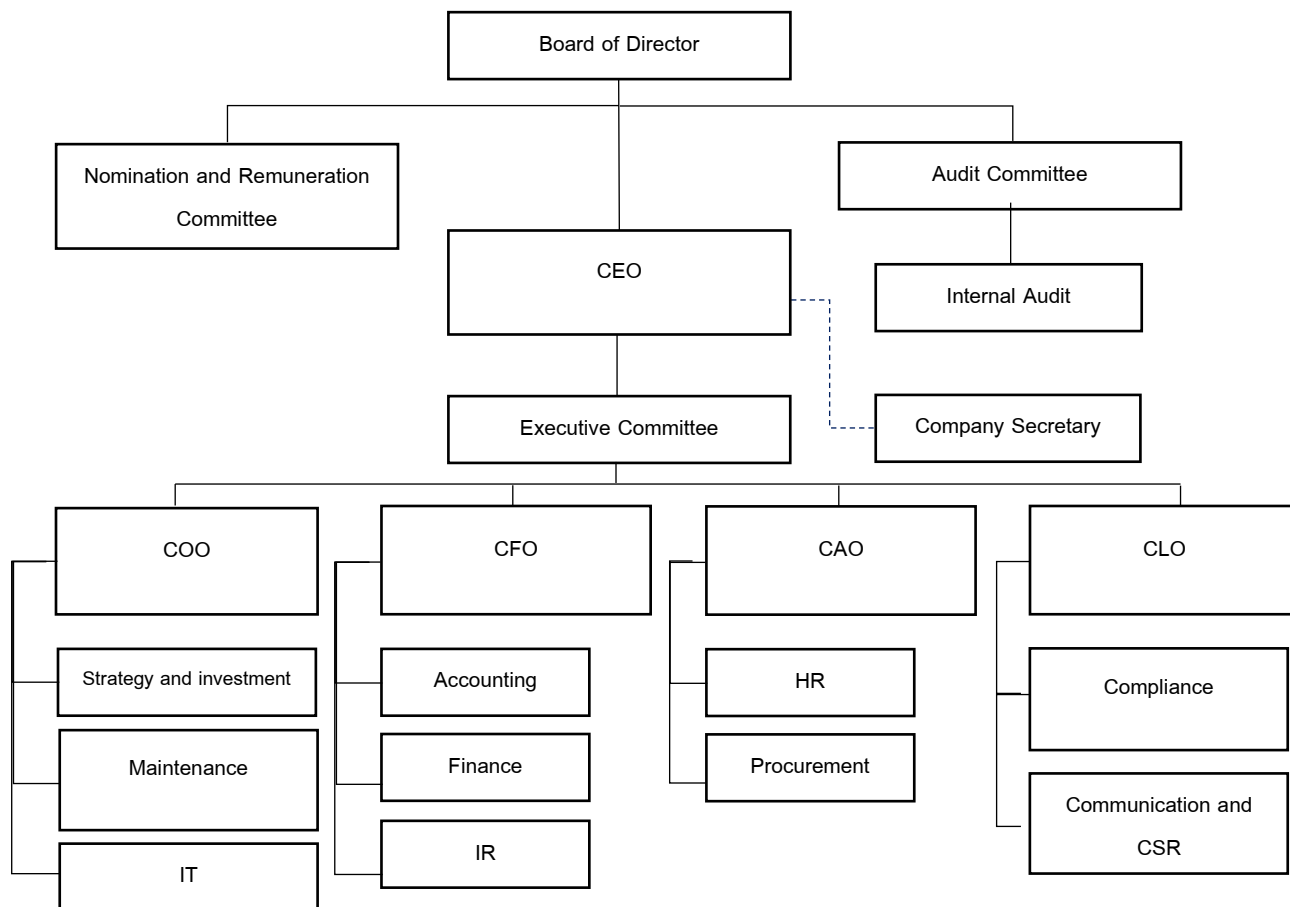 Board of Director
Nomination and Remuneration
Committee
Audit Committee
CEO
Internal Audit
Executive Committee
Company Secretary
COO
CFO
CAO
CLO
Strategy and investment
Accounting
HR
Compliance
Maintenance
Finance
Procurement
Communication and
CSR
IT
IR